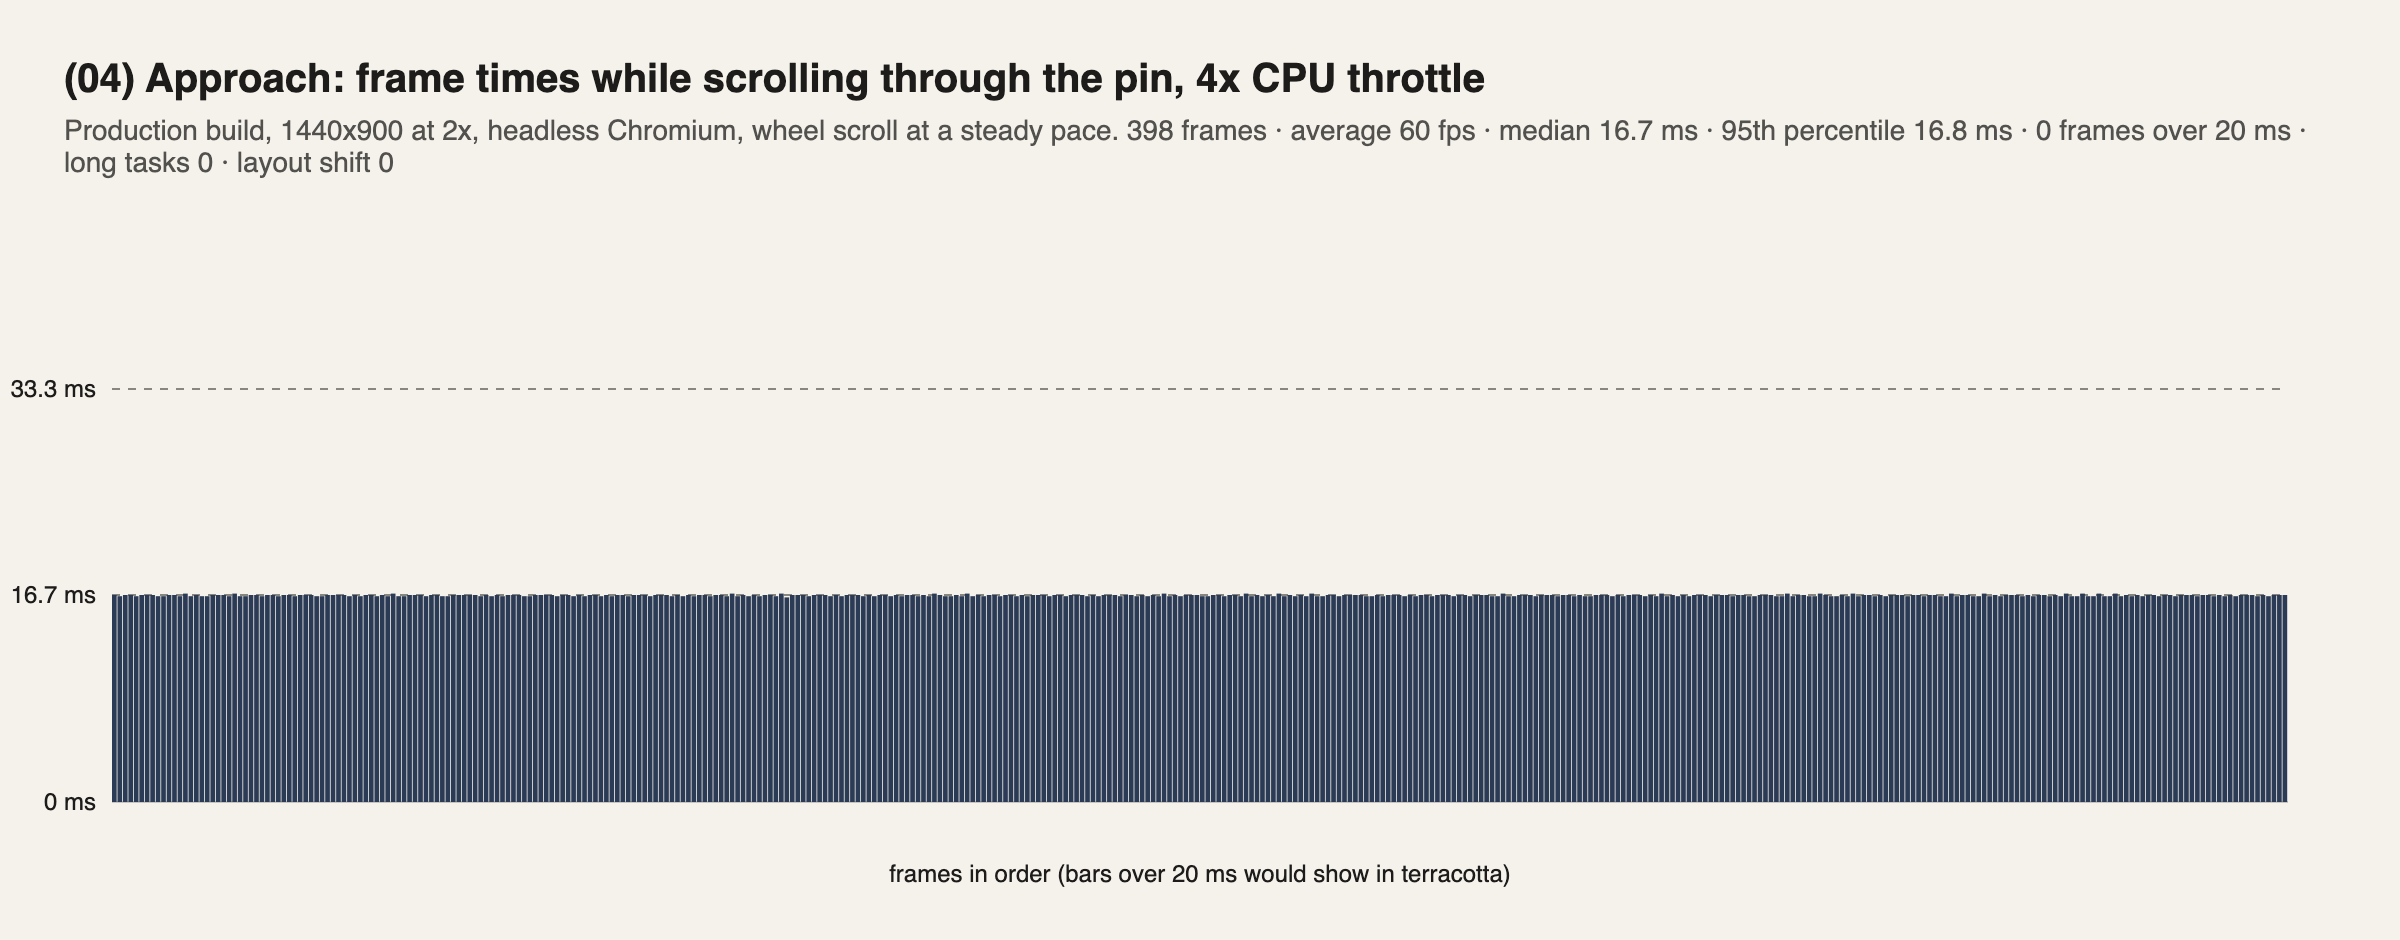 (04) Approach: frame times while scrolling through the pin, 4x CPU throttle
Production build, 1440x900 at 2x, headless Chromium, wheel scroll at a steady pace. 398 frames · average 60 fps · median 16.7 ms · 95th percentile 16.8 ms · 0 frames over 20 ms ·
long tasks 0 · layout shift 0
33.3 ms
16.7 ms
0 ms
frames in order (bars over 20 ms would show in terracotta)